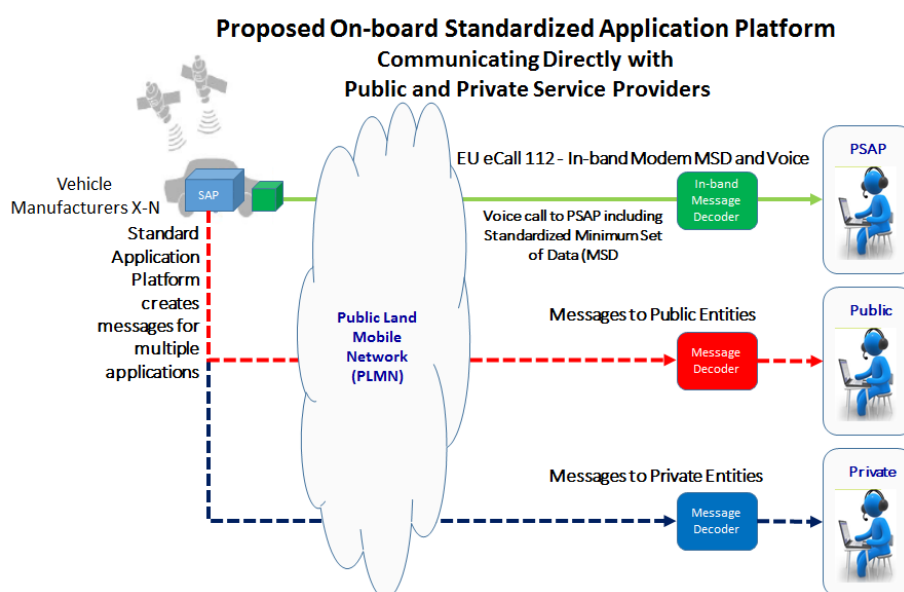 Proposed On-board Standardized Application Platform
Communicating Directly with
Public and Private Service Providers
Vehicle
Manufacturers X-N
SAP
Standard
Application
Platform
creates
messages for
multiple
applications
Public Land
Mobile
Network
(PLMN)
EU eCall 112 - In-band Modem MSD and Voice
In-band
Message
Decoder
Voice call to PSAP including
Standardized Minimum Set
of Data (MSD
PSAP
Messages to Public Entities
Message
Decoder
Public
Messages to Private Entities
Message
Decoder
Private